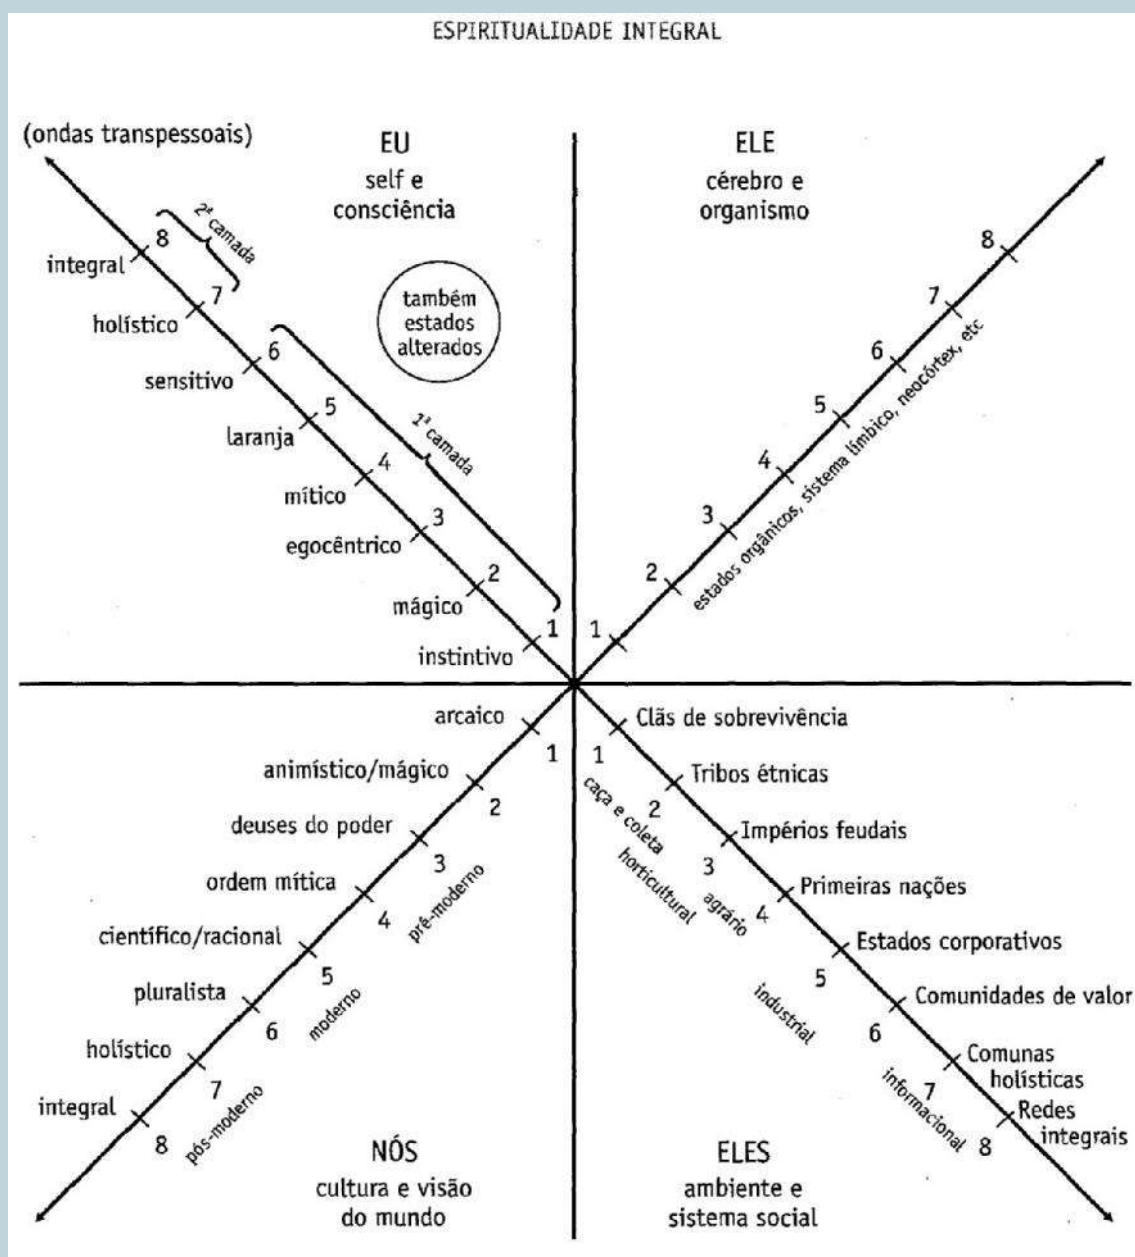 ESPIRITUALIDADE INTEGRAL
(ondas transpessoais)
EU
self e
consciência
também
estados
alterados
2ª camada
1ª camada
8
integral
7
holístico
6
sensitivo
5
laranja
4
mítico
3
egocêntrico
2
mágico
1
instintivo
ELE
cérebro e
organismo
8
7
6
5
4
3
2
1
estados orgânicos, sistema límbico, neocórtex, etc
arcaico
1
animístico/mágico
2
deuses do poder
3
ordem mítica
4
pré-moderno
científico/racional
5
moderno
pluralista
6
holístico
7
pós-moderno
integral
8
NÓS
cultura e visão
do mundo
Clãs de sobrevivência
1
caça e coleta
Tribos étnicas
2
horticultural
Impérios feudais
3
agrário
Primeiras nações
4
Estados corporativos
5
industrial
Comunidades de valor
6
informacional
Comunas
holísticas
7
Redes
integrais
8
ELES
ambiente e
sistema social